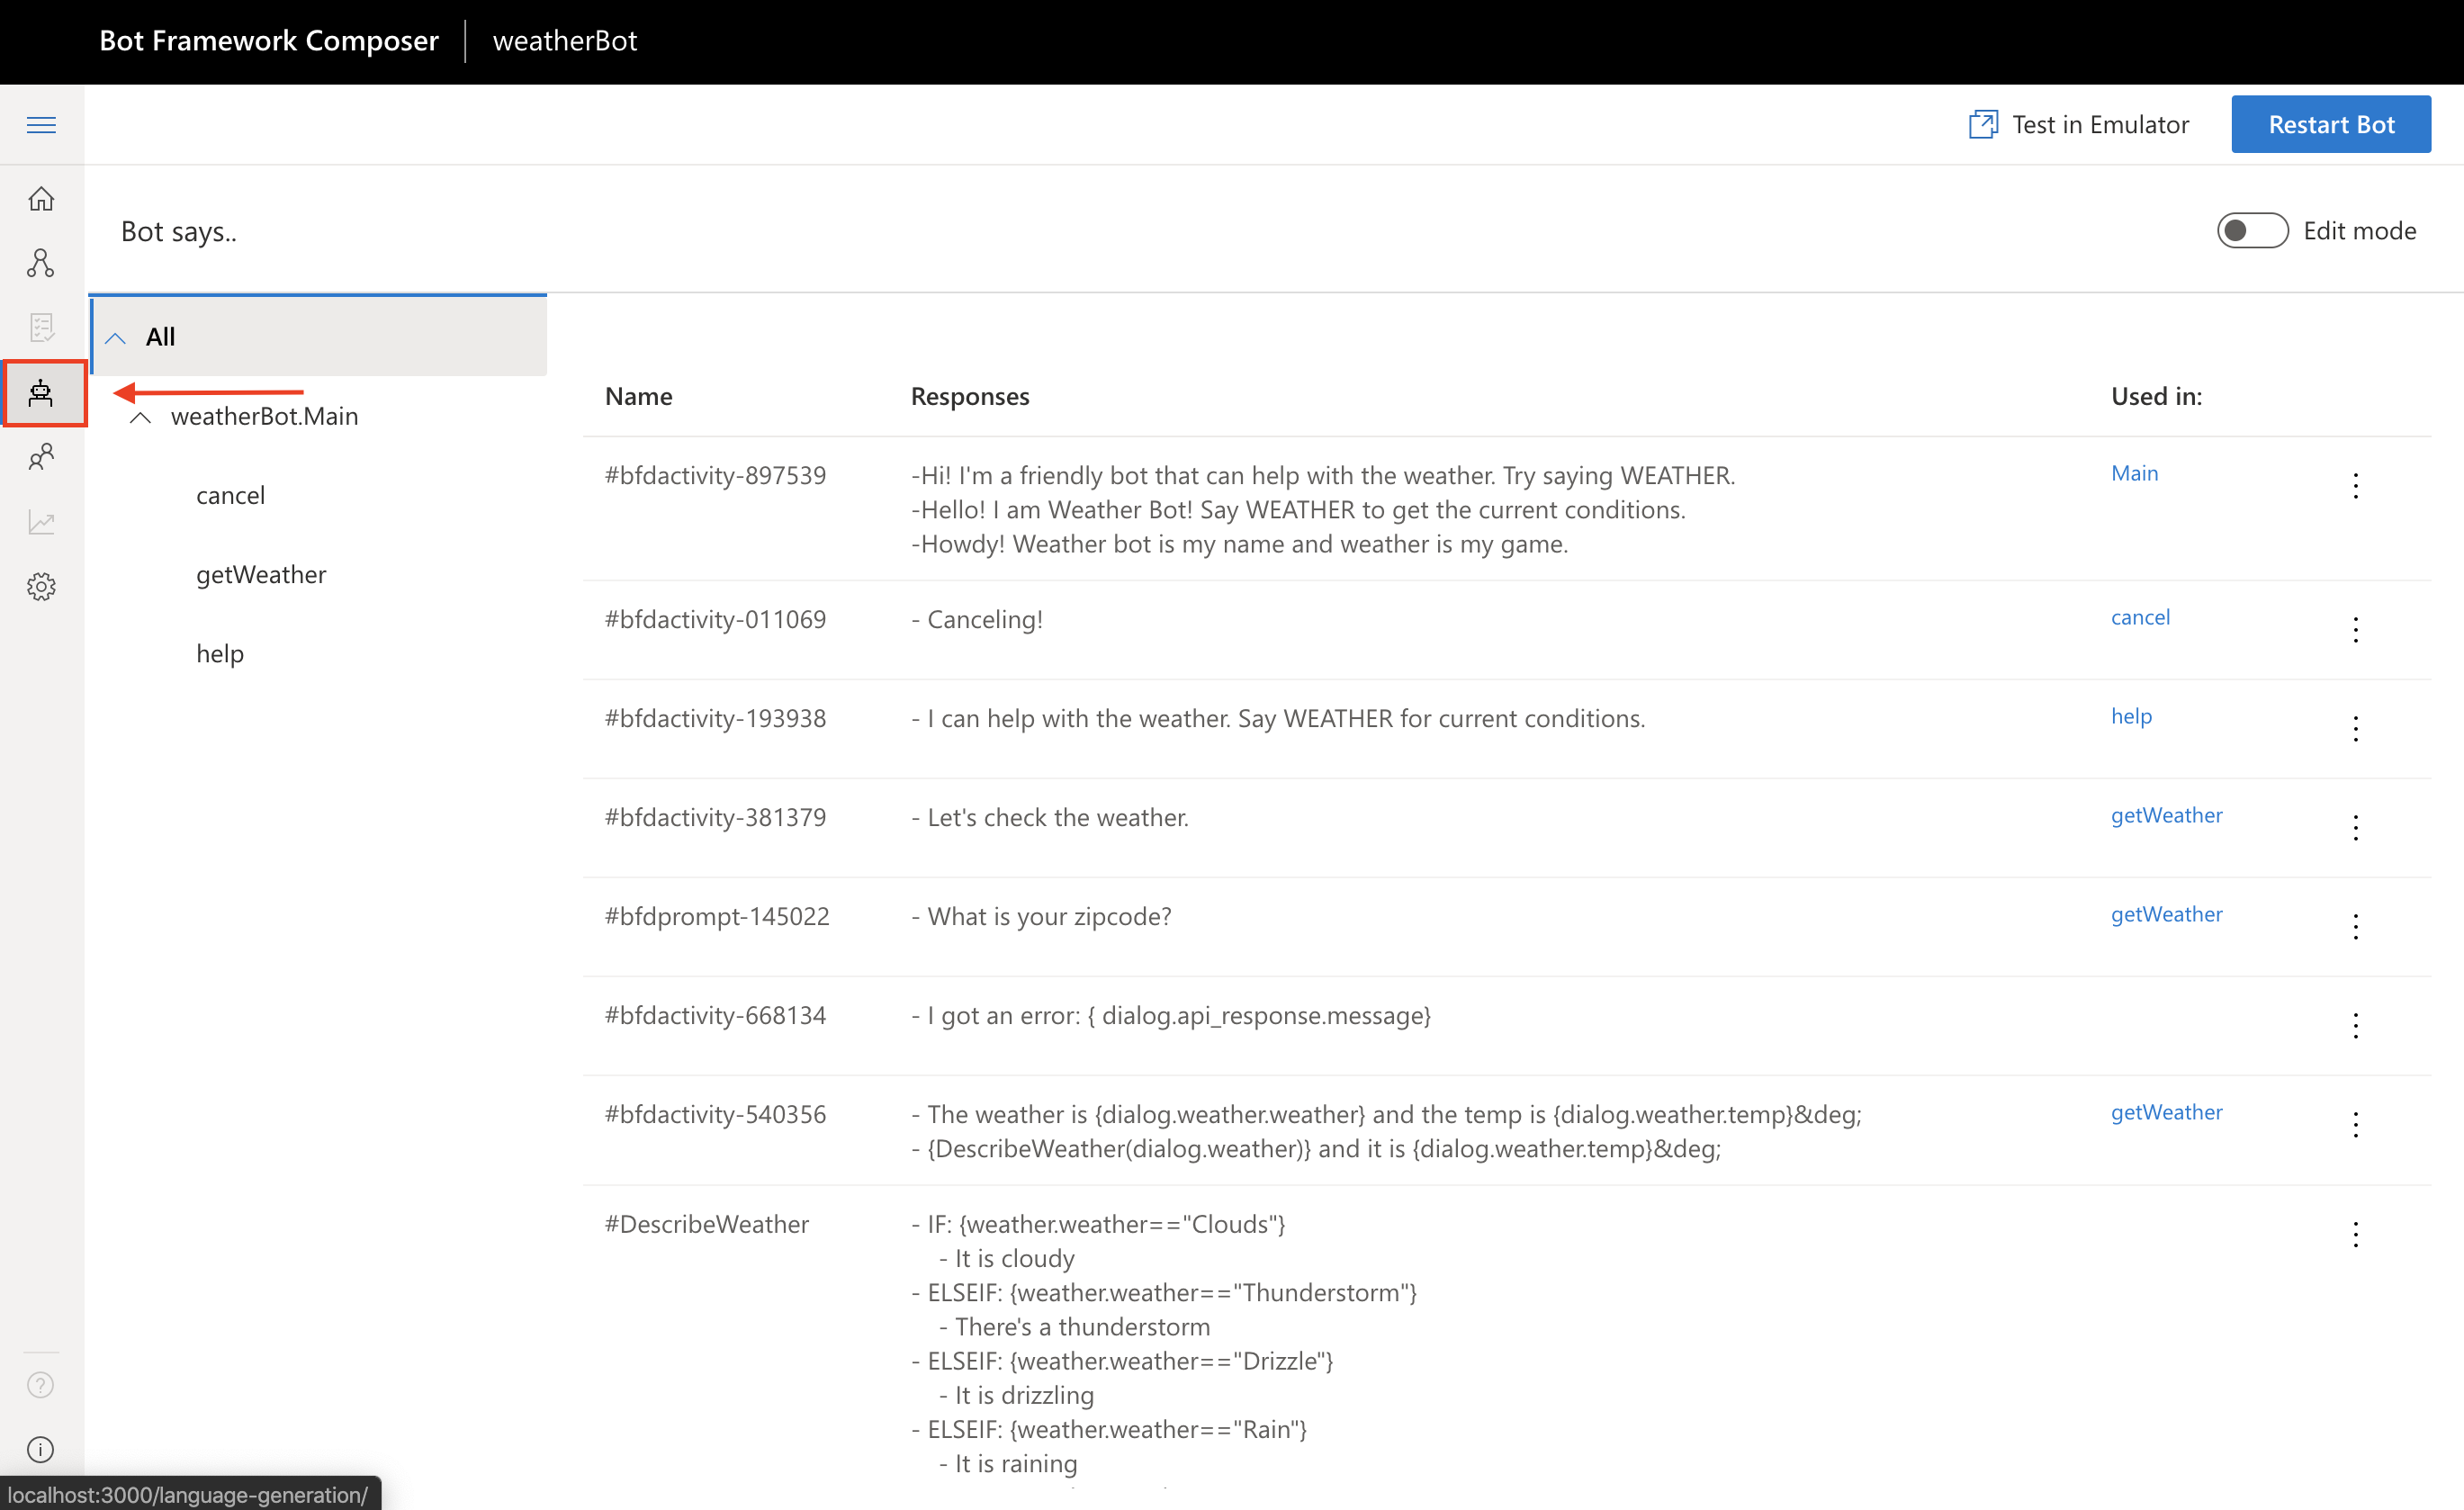 Bot Framework Composer
weatherBot
Test in Emulator
Restart Bot
Bot says..
Edit mode
All
weatherBot.Main
cancel
getWeather
help
Name
Responses
Used in:
#bfdactivity-897539
-Hi! I'm a friendly bot that can help with the weather. Try saying WEATHER.
-Hello! I am Weather Bot! Say WEATHER to get the current conditions.
-Howdy! Weather bot is my name and weather is my game.
Main
#bfdactivity-011069
- Canceling!
cancel
#bfdactivity-193938
- I can help with the weather. Say WEATHER for current conditions.
help
#bfdactivity-381379
- Let's check the weather.
getWeather
#bfdprompt-145022
- What is your zipcode?
getWeather
#bfdactivity-668134
- I got an error: { dialog.api_response.message}
#bfdactivity-540356
- The weather is {dialog.weather.weather} and the temp is {dialog.weather.temp}&deg;
- {DescribeWeather(dialog.weather)} and it is {dialog.weather.temp}&deg;
getWeather
#DescribeWeather
- IF: {weather.weather=="Clouds"}
- It is cloudy
- ELSEIF: {weather.weather=="Thunderstorm"}
- There's a thunderstorm
- ELSEIF: {weather.weather=="Drizzle"}
- It is drizzling
- ELSEIF: {weather.weather=="Rain"}
- It is raining
localhost:3000/language-generation/